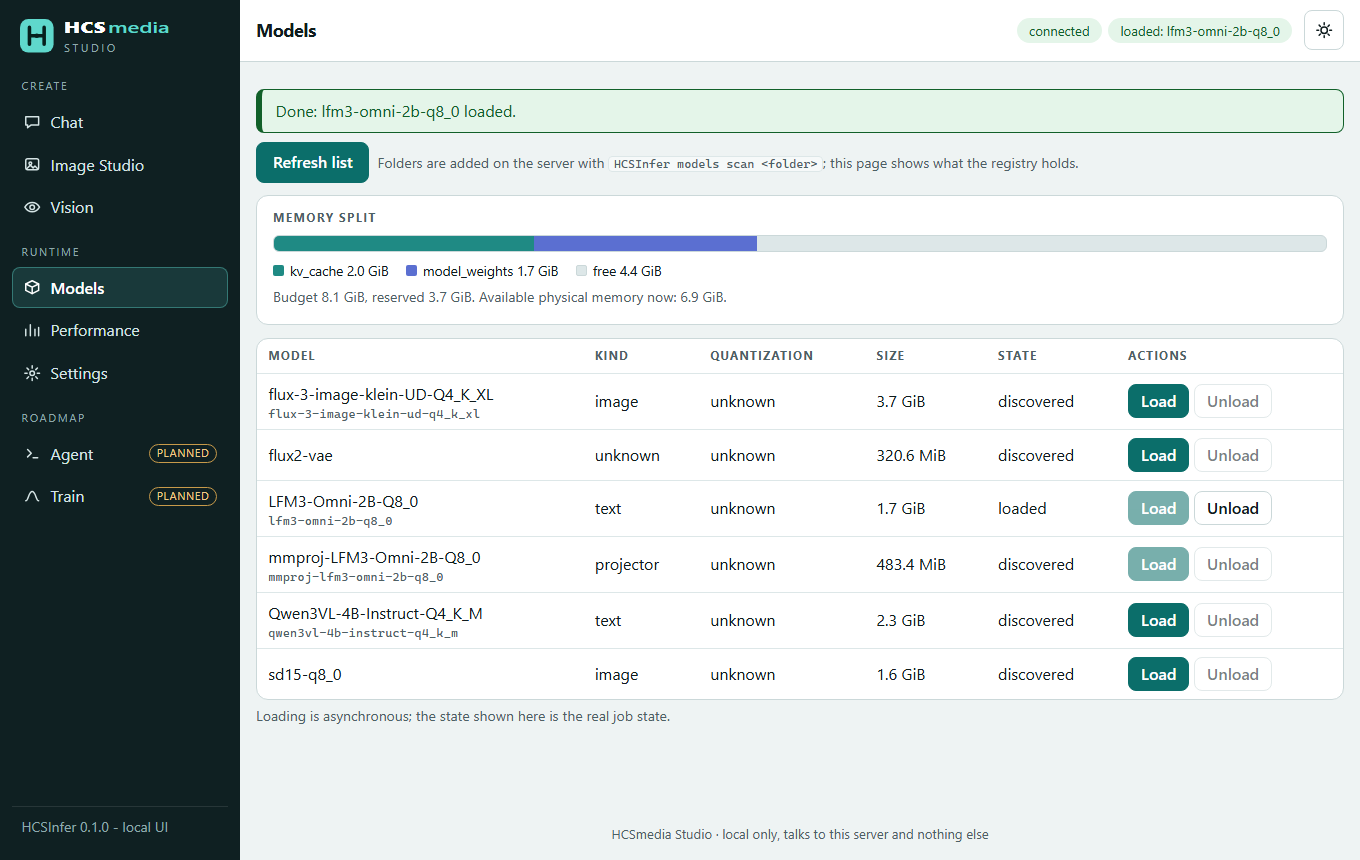 HCSmedia
STUDIO
CREATE
Chat
Image Studio
Vision
RUNTIME
Models
Performance
Settings
ROADMAP
Agent PLANNED
Train PLANNED
HCSInfer 0.1.0 - local UI
Models
connected
loaded: lfm3-omni-2b-q8_0
Done: lfm3-omni-2b-q8_0 loaded.
Refresh list Folders are added on the server with HCSInfer models scan <folder>; this page shows what the registry holds.
MEMORY SPLIT
kv_cache 2.0 GiB model_weights 1.7 GiB free 4.4 GiB
Budget 8.1 GiB, reserved 3.7 GiB. Available physical memory now: 6.9 GiB.
MODEL KIND QUANTIZATION SIZE STATE ACTIONS
flux-3-image-klein-UD-Q4_K_XL image unknown 3.7 GiB discovered Load Unload
flux-3-image-klein-ud-q4_k_xl
flux2-vae unknown unknown 320.6 MiB discovered Load Unload
LFM3-Omni-2B-Q8_0 text unknown 1.7 GiB loaded Load Unload
lfm3-omni-2b-q8_0
mmproj-LFM3-Omni-2B-Q8_0 projector unknown 483.4 MiB discovered Load Unload
mmproj-lfm3-omni-2b-q8_0
Qwen3VL-4B-Instruct-Q4_K_M text unknown 2.3 GiB discovered Load Unload
qwen3vl-4b-instruct-q4_k_m
sd15-q8_0 image unknown 1.6 GiB discovered Load Unload
Loading is asynchronous; the state shown here is the real job state.
HCSmedia Studio · local only, talks to this server and nothing else